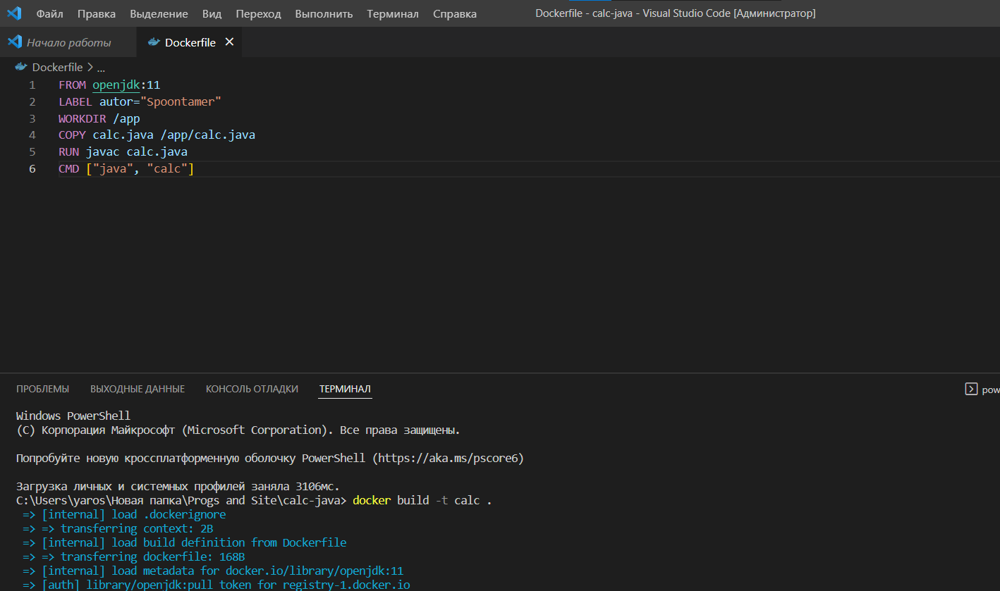 Файл Правка Выделение Вид Переход Выполнить Терминал Справка Dockerfile - calc-java - Visual Studio Code [Администратор]
Начало работы Dockerfile
Dockerfile > ...
1 FROM openjdk:11
2 LABEL autor="Spoontamer"
3 WORKDIR /app
4 COPY calc.java /app/calc.java
5 RUN javac calc.java
6 CMD ["java", "calc"]
ПРОБЛЕМЫ ВЫХОДНЫЕ ДАННЫЕ КОНСОЛЬ ОТЛАДКИ ТЕРМИНАЛ pow
Windows PowerShell
(C) Корпорация Майкрософт (Microsoft Corporation). Все права защищены.
Попробуйте новую кроссплатформенную оболочку PowerShell (https://aka.ms/pscore6)
Загрузка личных и системных профилей заняла 3106мс.
C:\Users\yaros\Новая папка\Progs and Site\calc-java> docker build -t calc .
=> [internal] load .dockerignore
=> => transferring context: 2B
=> [internal] load build definition from Dockerfile
=> => transferring dockerfile: 168B
=> [internal] load metadata for docker.io/library/openjdk:11
=> [auth] library/openjdk:pull token for registry-1.docker.io